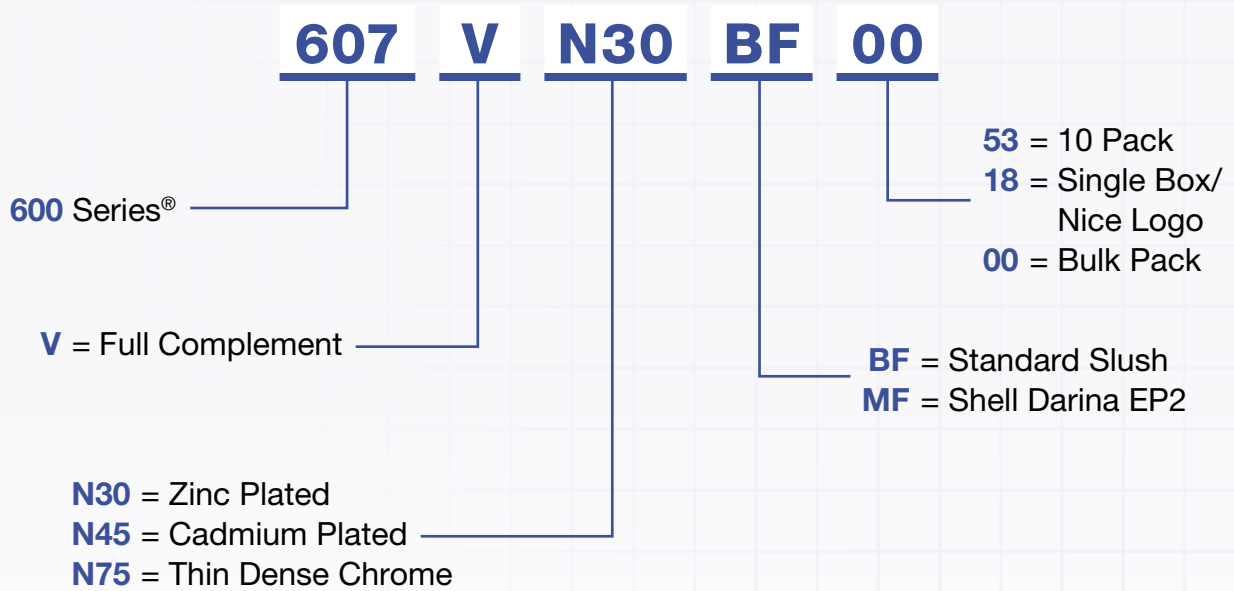 607 V N30 BF 00
53 = 10 Pack
18 = Single Box/
Nice Logo
00 = Bulk Pack
600 Series®
V = Full Complement
BF = Standard Slush
MF = Shell Darina EP2
N30 = Zinc Plated
N45 = Cadmium Plated
N75 = Thin Dense Chrome